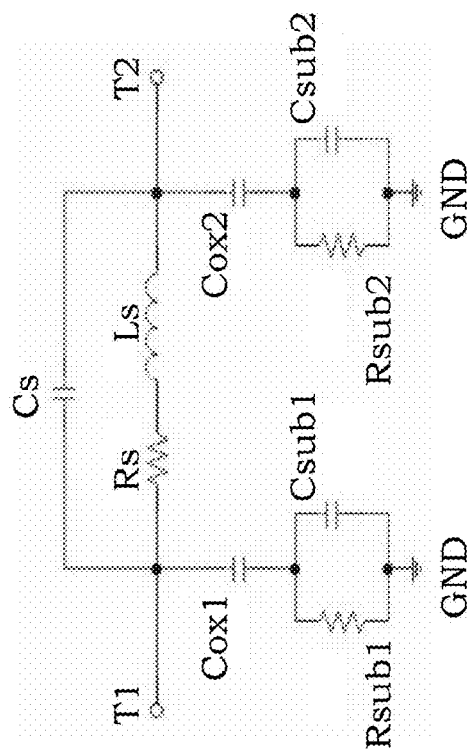 Cs
T1
Rs
Ls
T2
Cox1
Cox2
Rsub1
Csub1
Rsub2
Csub2
GND
GND